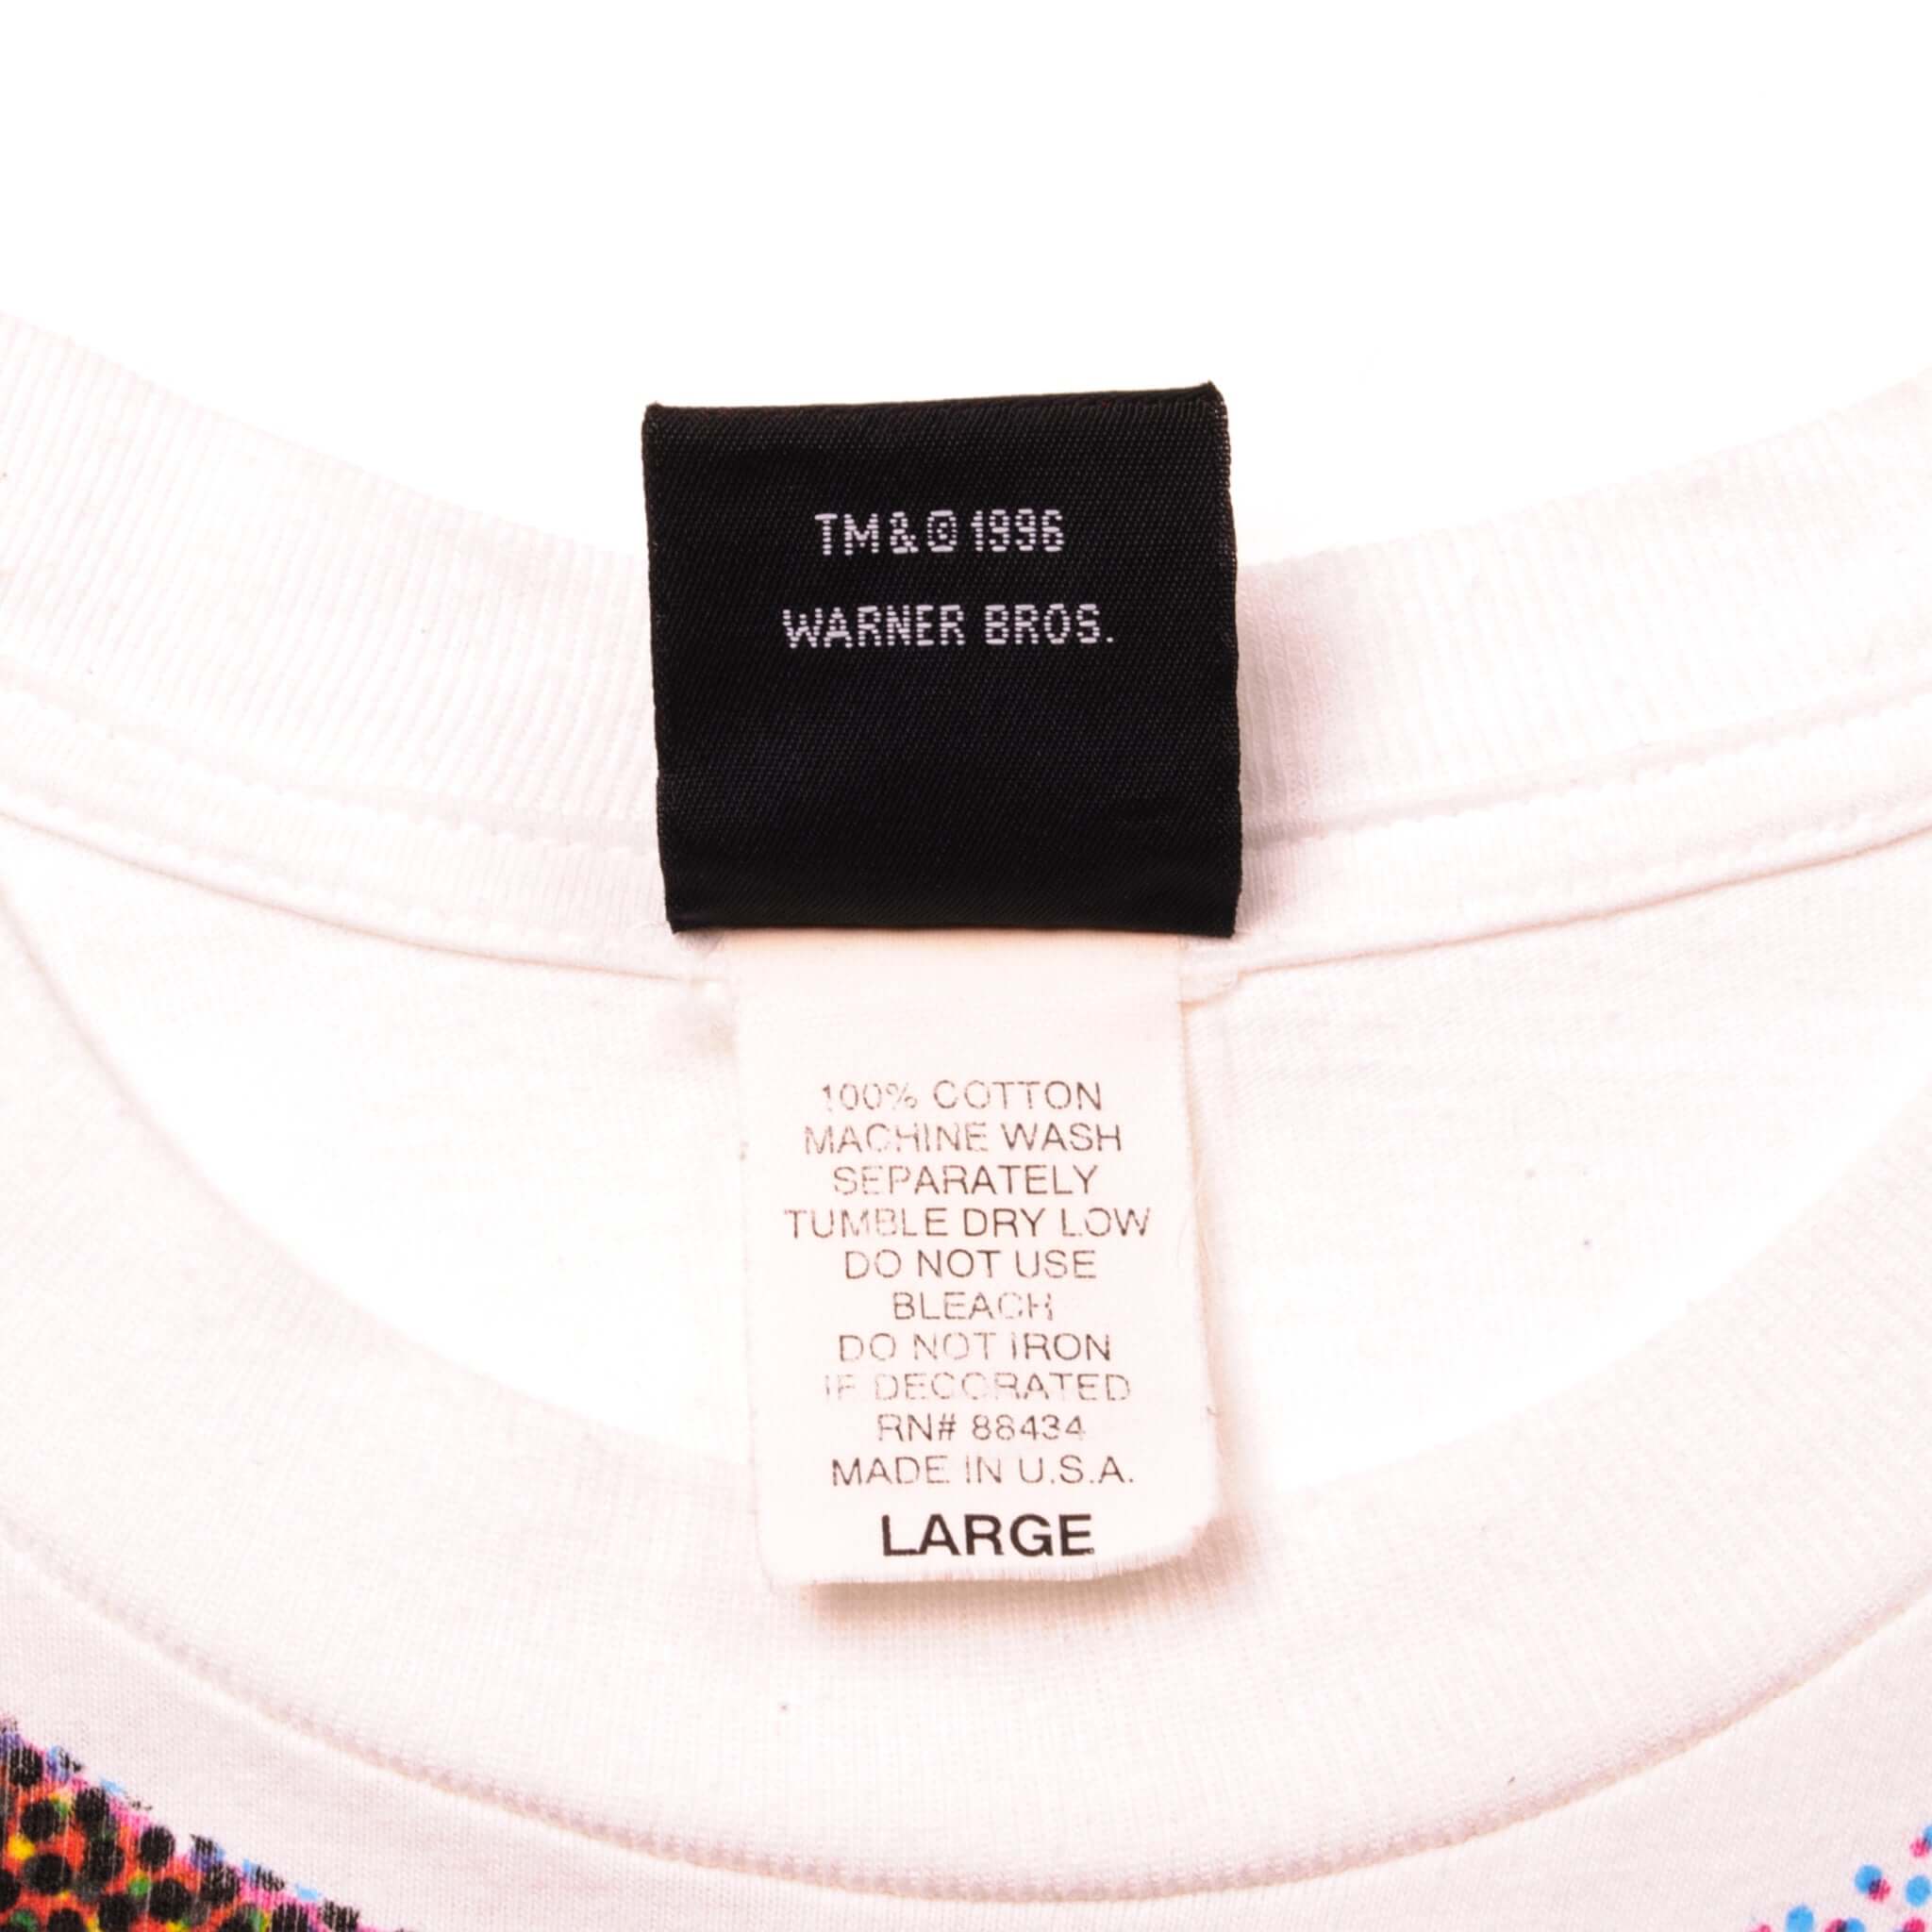 TM & © 1996
WARNER BROS.
100% COTTON
MACHINE WASH
SEPARATELY
TUMBLE DRY LOW
DO NOT USE
BLEACH
DO NOT IRON
IF DECORATED
RN# 88434
MADE IN U.S.A.
LARGE